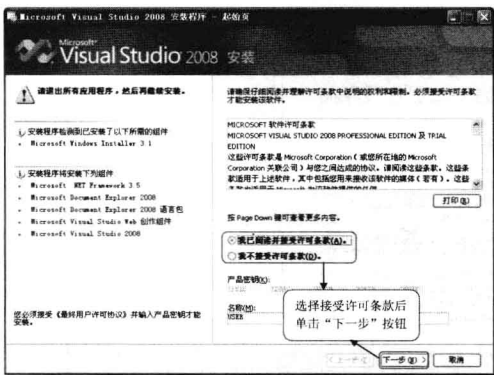 Microsoft Visual Studio 2008 安装程序 - 起始页
Microsoft
Visual Studio 2008 安装
请退出所有应用程序，然后再继续安装。
安装程序检测到已安装了以下所需的组件
Microsoft Windows Installer 3.1
安装程序将安装下列组件
Microsoft .NET Framework 3.5
Microsoft Document Explorer 2008
Microsoft Document Explorer 2008 语言包
Microsoft Visual Studio Web 创作组件
Microsoft Visual Studio 2008
您必须接受《最终用户许可协议》并输入产品密钥才能
安装。
请确保仔细阅读并理解许可条款中说明的权利和限制。必须接受许可条款
才能安装该软件。
MICROSOFT 软件许可条款
MICROSOFT VISUAL STUDIO 2008 PROFESSIONAL EDITION 及 TRIAL
EDITION
这些许可条款是 Microsoft Corporation（或您所在地的 Microsoft
Corporation 关联公司）与您之间达成的协议。请阅读这些条款。这些条
款适用于上述软件，其中包括您用来接收该软件的媒体（若有）。这些
打印(R)
按 Page Down 键可查看更多内容。
我已阅读并接受许可条款(A)。
我不接受许可条款(O)。
产品密钥(K):
名称(M):
USER
选择接受许可条款后
单击“下一步”按钮
下一步(N) >
取消